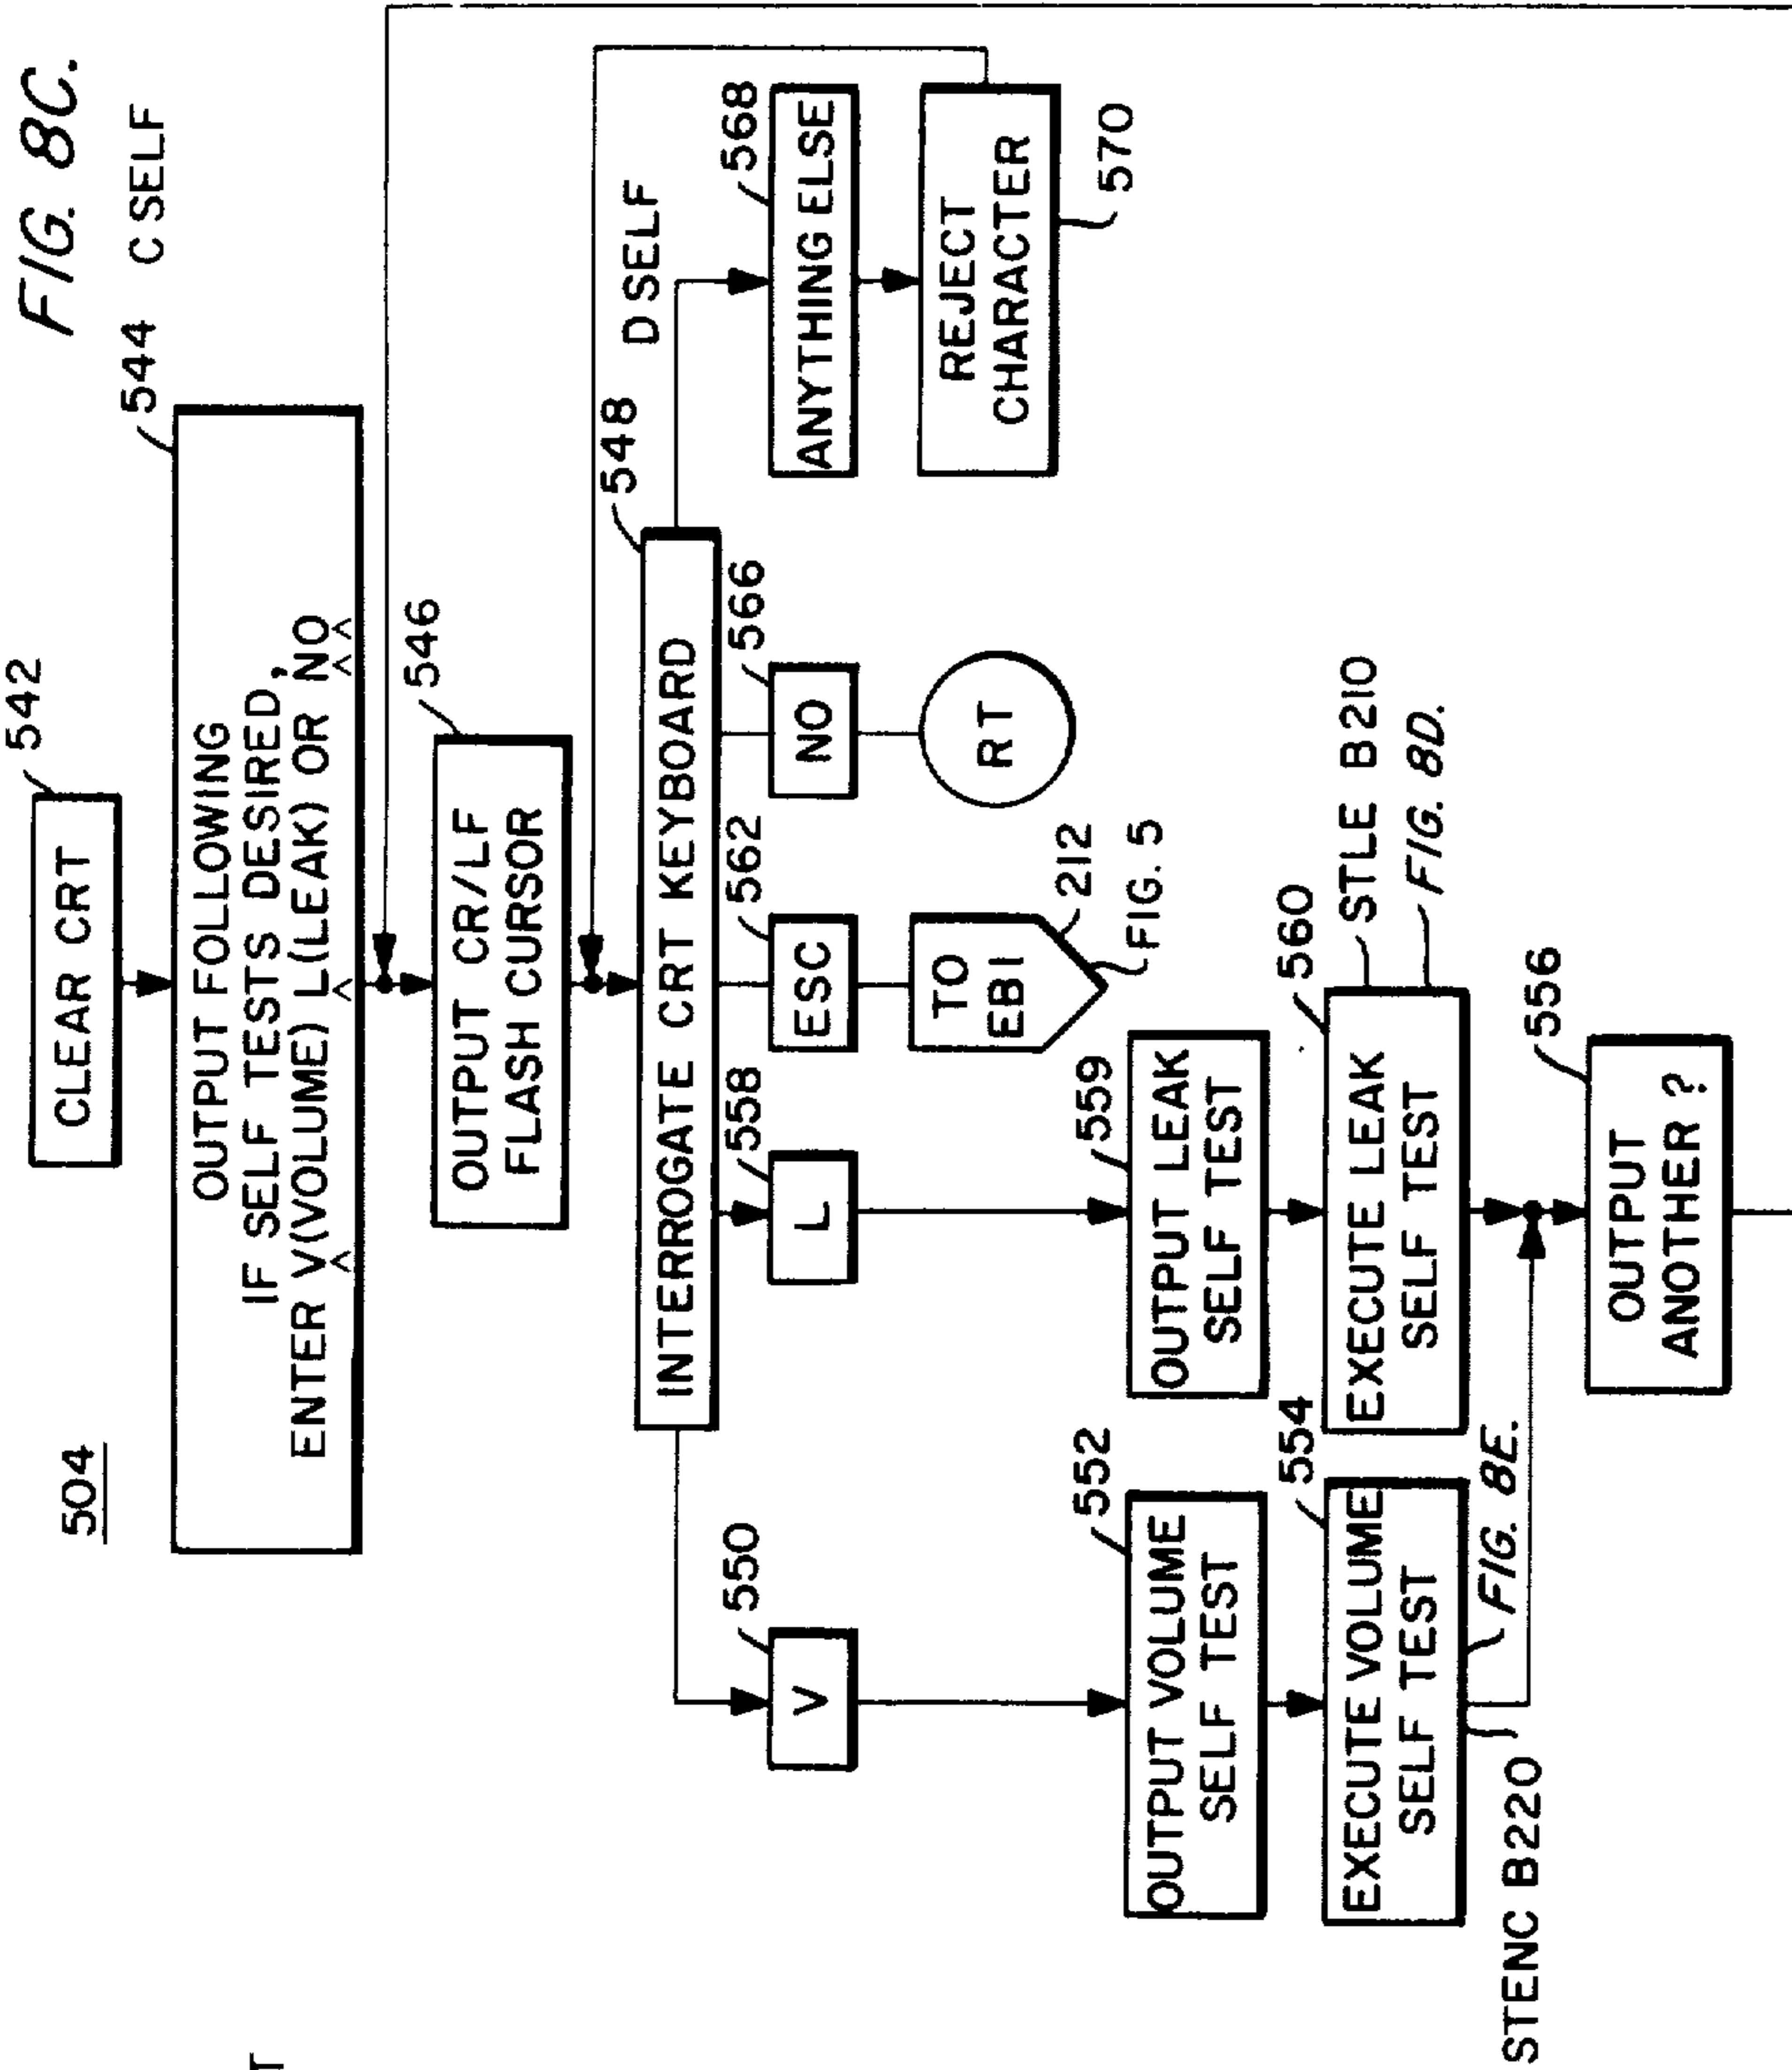 FIG. 8C.
504
542
CLEAR CRT
544 C SELF
OUTPUT FOLLOWING
IF SELF TESTS DESIRED,
ENTER V(VOLUME) L(LEAK) OR NO
^ ^ ^ ^
546
OUTPUT CR/LF
FLASH CURSOR
548
D SELF
INTERROGATE CRT KEYBOARD
550
V
558
L
562
ESC
566
NO
568
ANYTHING ELSE
TO
EB1
212
FIG. 5
RT
REJECT
CHARACTER
570
552
OUTPUT VOLUME
SELF TEST
559
OUTPUT LEAK
SELF TEST
554
EXECUTE VOLUME
SELF TEST
560
EXECUTE LEAK
SELF TEST
STLE B210
FIG. 8D.
STENC B220
FIG. 8E.
556
OUTPUT
ANOTHER ?
T